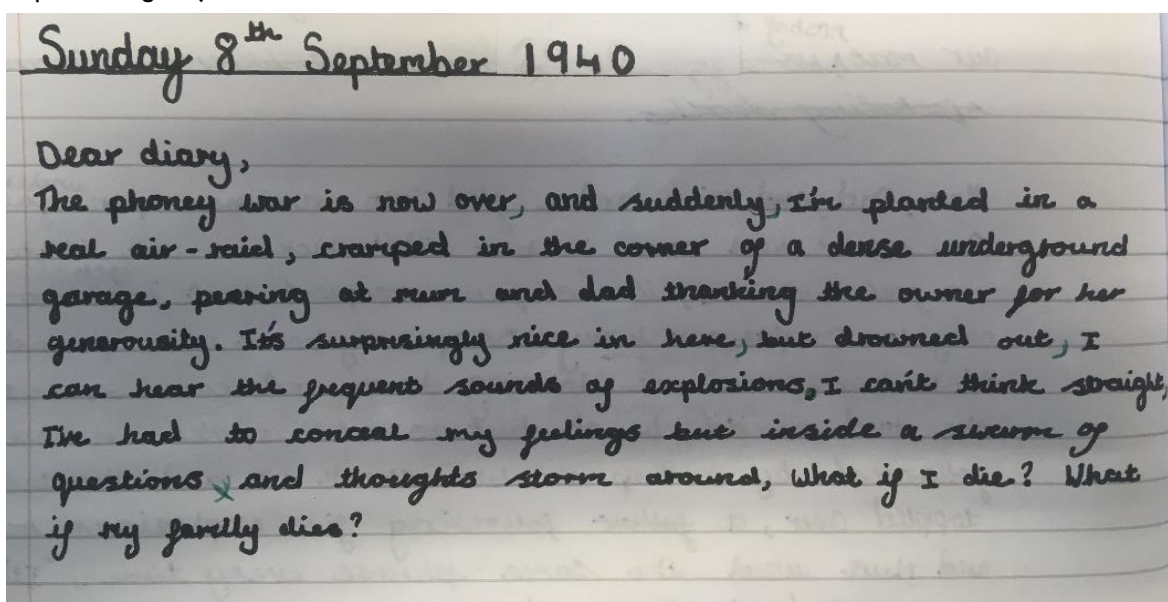 Sunday 8th September 1940
Dear diary,
The phoney war is now over, and suddenly, I'm planted in a
real air-raid, cramped in the corner of a dense underground
garage, peering at mum and dad thanking the owner for her
generousity. It's surprisingly nice in here, but drowned out, I
can hear the frequent sounds of explosions, I can't think straight,
I've had to conceal my feelings but inside a swurm of
questions and thoughts storm around, What if I die? What
if my family dies?